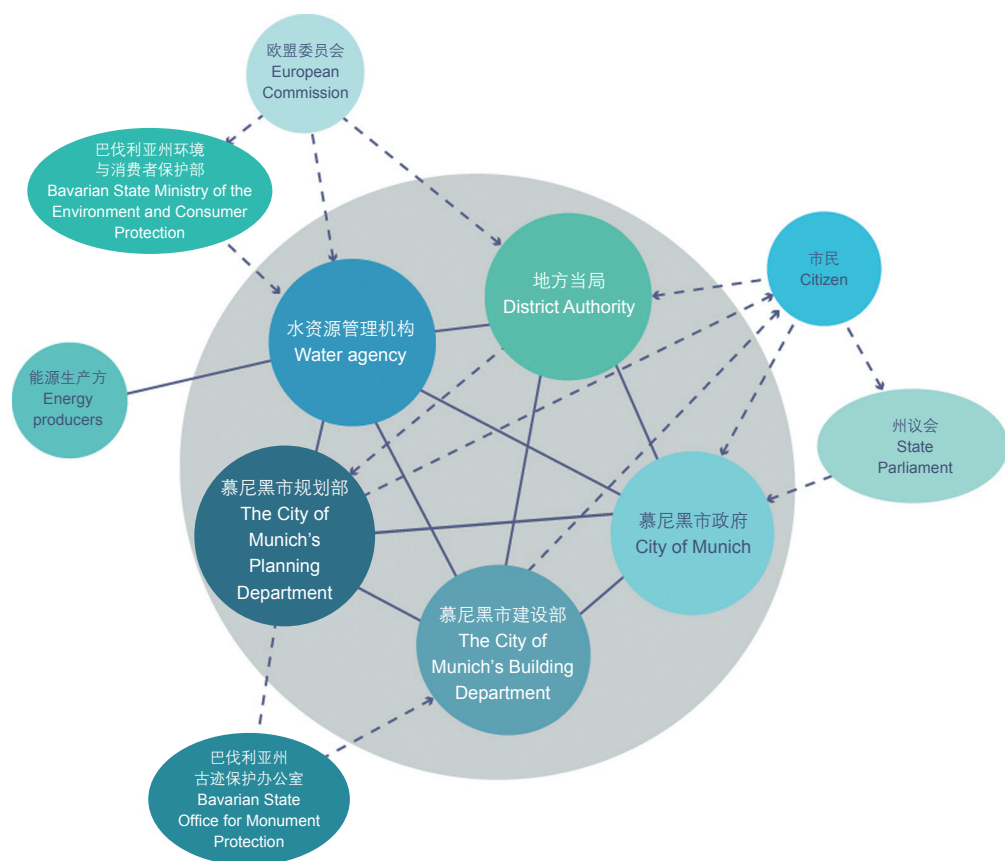 欧盟委员会
European
Commission
巴伐利亚州环境
与消费者保护部
Bavarian State Ministry of the
Environment and Consumer
Protection
地方当局
District Authority
市民
Citizen
水资源管理机构
Water agency
能源生产方
Energy
producers
州议会
State
Parliament
慕尼黑市规划部
The City of
Munich's
Planning
Department
慕尼黑市政府
City of Munich
慕尼黑市建设部
The City of
Munich's Building
Department
巴伐利亚州
古迹保护办公室
Bavarian State
Office for Monument
Protection